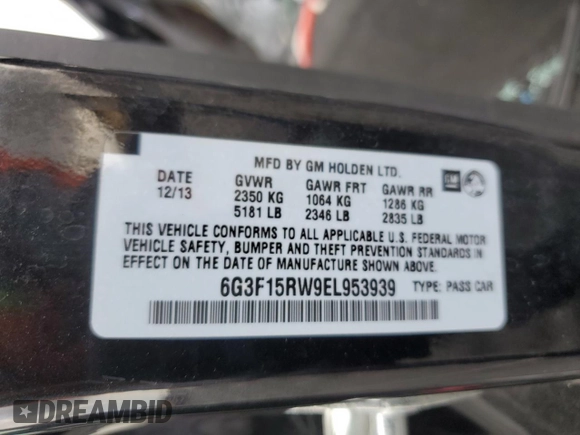 MFD BY GM HOLDEN LTD.
DATE GVWR GAWR FRT GAWR RR GM
12/13 2350 KG 1064 KG 1286 KG
5181 LB 2346 LB 2835 LB
THIS VEHICLE CONFORMS TO ALL APPLICABLE U.S. FEDERAL MOTOR
VEHICLE SAFETY, BUMPER AND THEFT PREVENTION STANDARDS IN
EFFECT ON THE DATE OF MANUFACTURE SHOWN ABOVE.
6G3F15RW9EL953939 TYPE: PASS CAR
DREAMBID